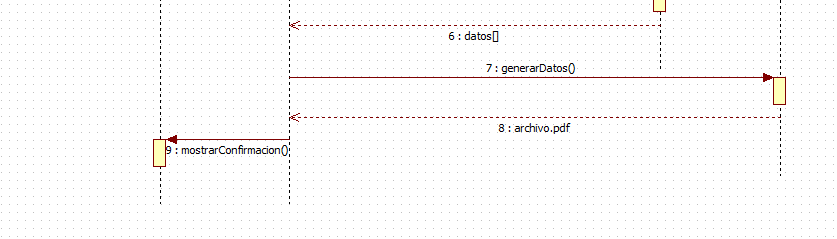 6 : datos[]
7 : generarDatos()
8 : archivo.pdf
9 : mostrarConfirmacion()